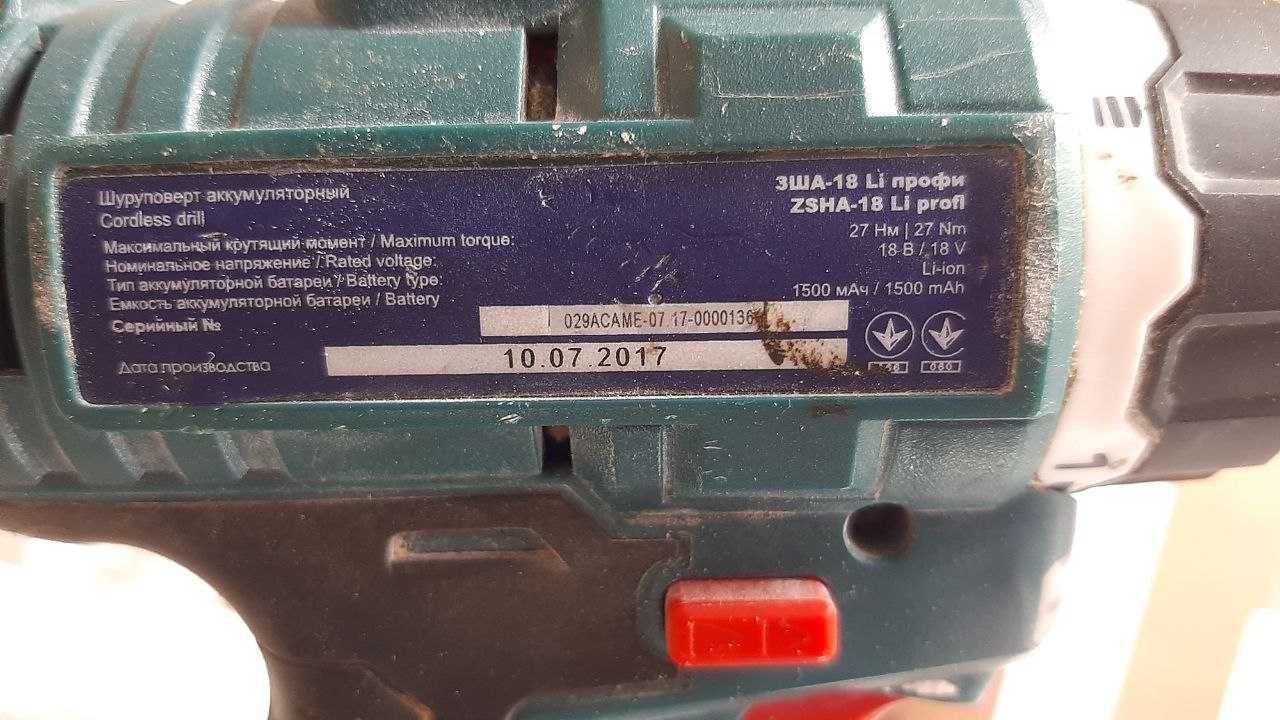 Шуруповерт аккумуляторный
Cordless drill
ЗША-18 Li профи
ZSHA-18 Li profi
Максимальный крутящий момент / Maximum torque: 27 Нм | 27 Nm
Номинальное напряжение / Rated voltage: 18 В / 18 V
Тип аккумуляторной батареи / Battery type: Li-ion
Емкость аккумуляторной батареи / Battery 1500 мАч / 1500 mAh
Серийный № 029ACAME-07 17-0000136
Дата производства 10.07.2017
060
1